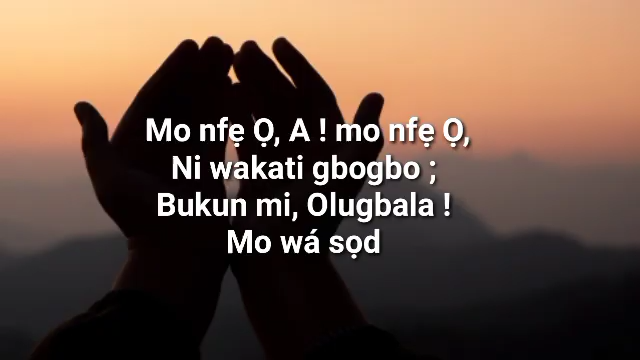 Mo nfẹ Ọ, A ! mo nfẹ Ọ,
Ni wakati gbogbo ;
Bukun mi, Olugbala !
Mo wá sọd